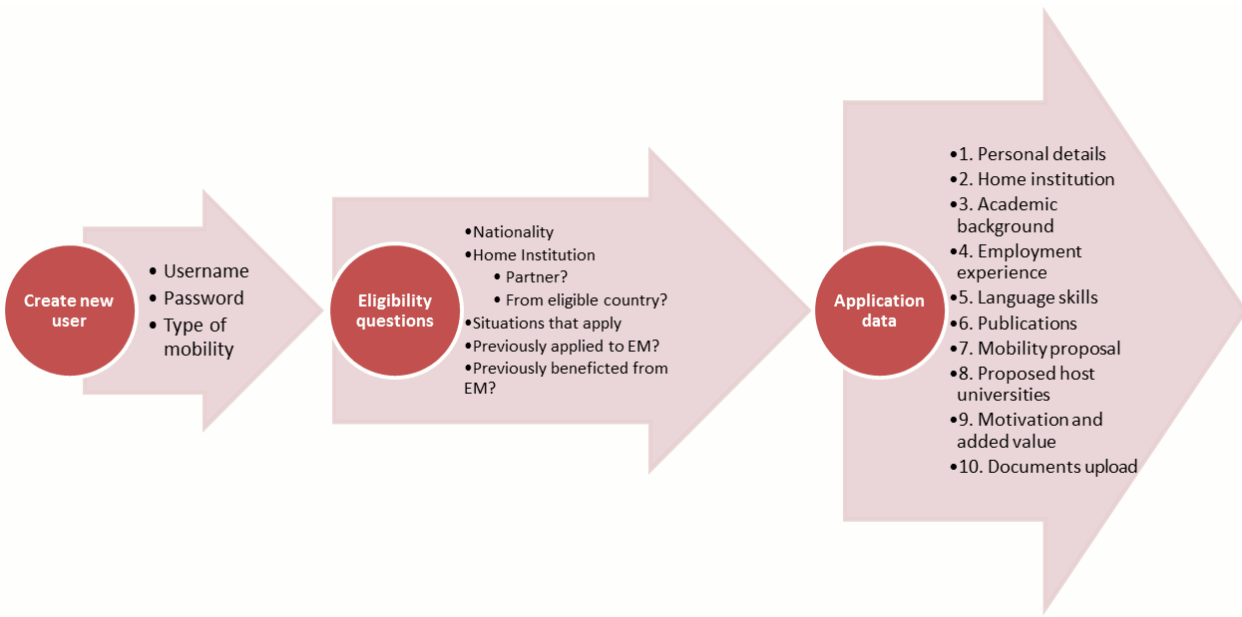 Create new
user
• Username
• Password
• Type of
mobility
Eligibility
questions
•Nationality
•Home Institution
• Partner?
• From eligible country?
•Situations that apply
•Previously applied to EM?
•Previously beneficted from
EM?
Application
data
•1. Personal details
•2. Home institution
•3. Academic
background
•4. Employment
experience
•5. Language skills
•6. Publications
•7. Mobility proposal
•8. Proposed host
universities
•9. Motivation and
added value
•10. Documents upload